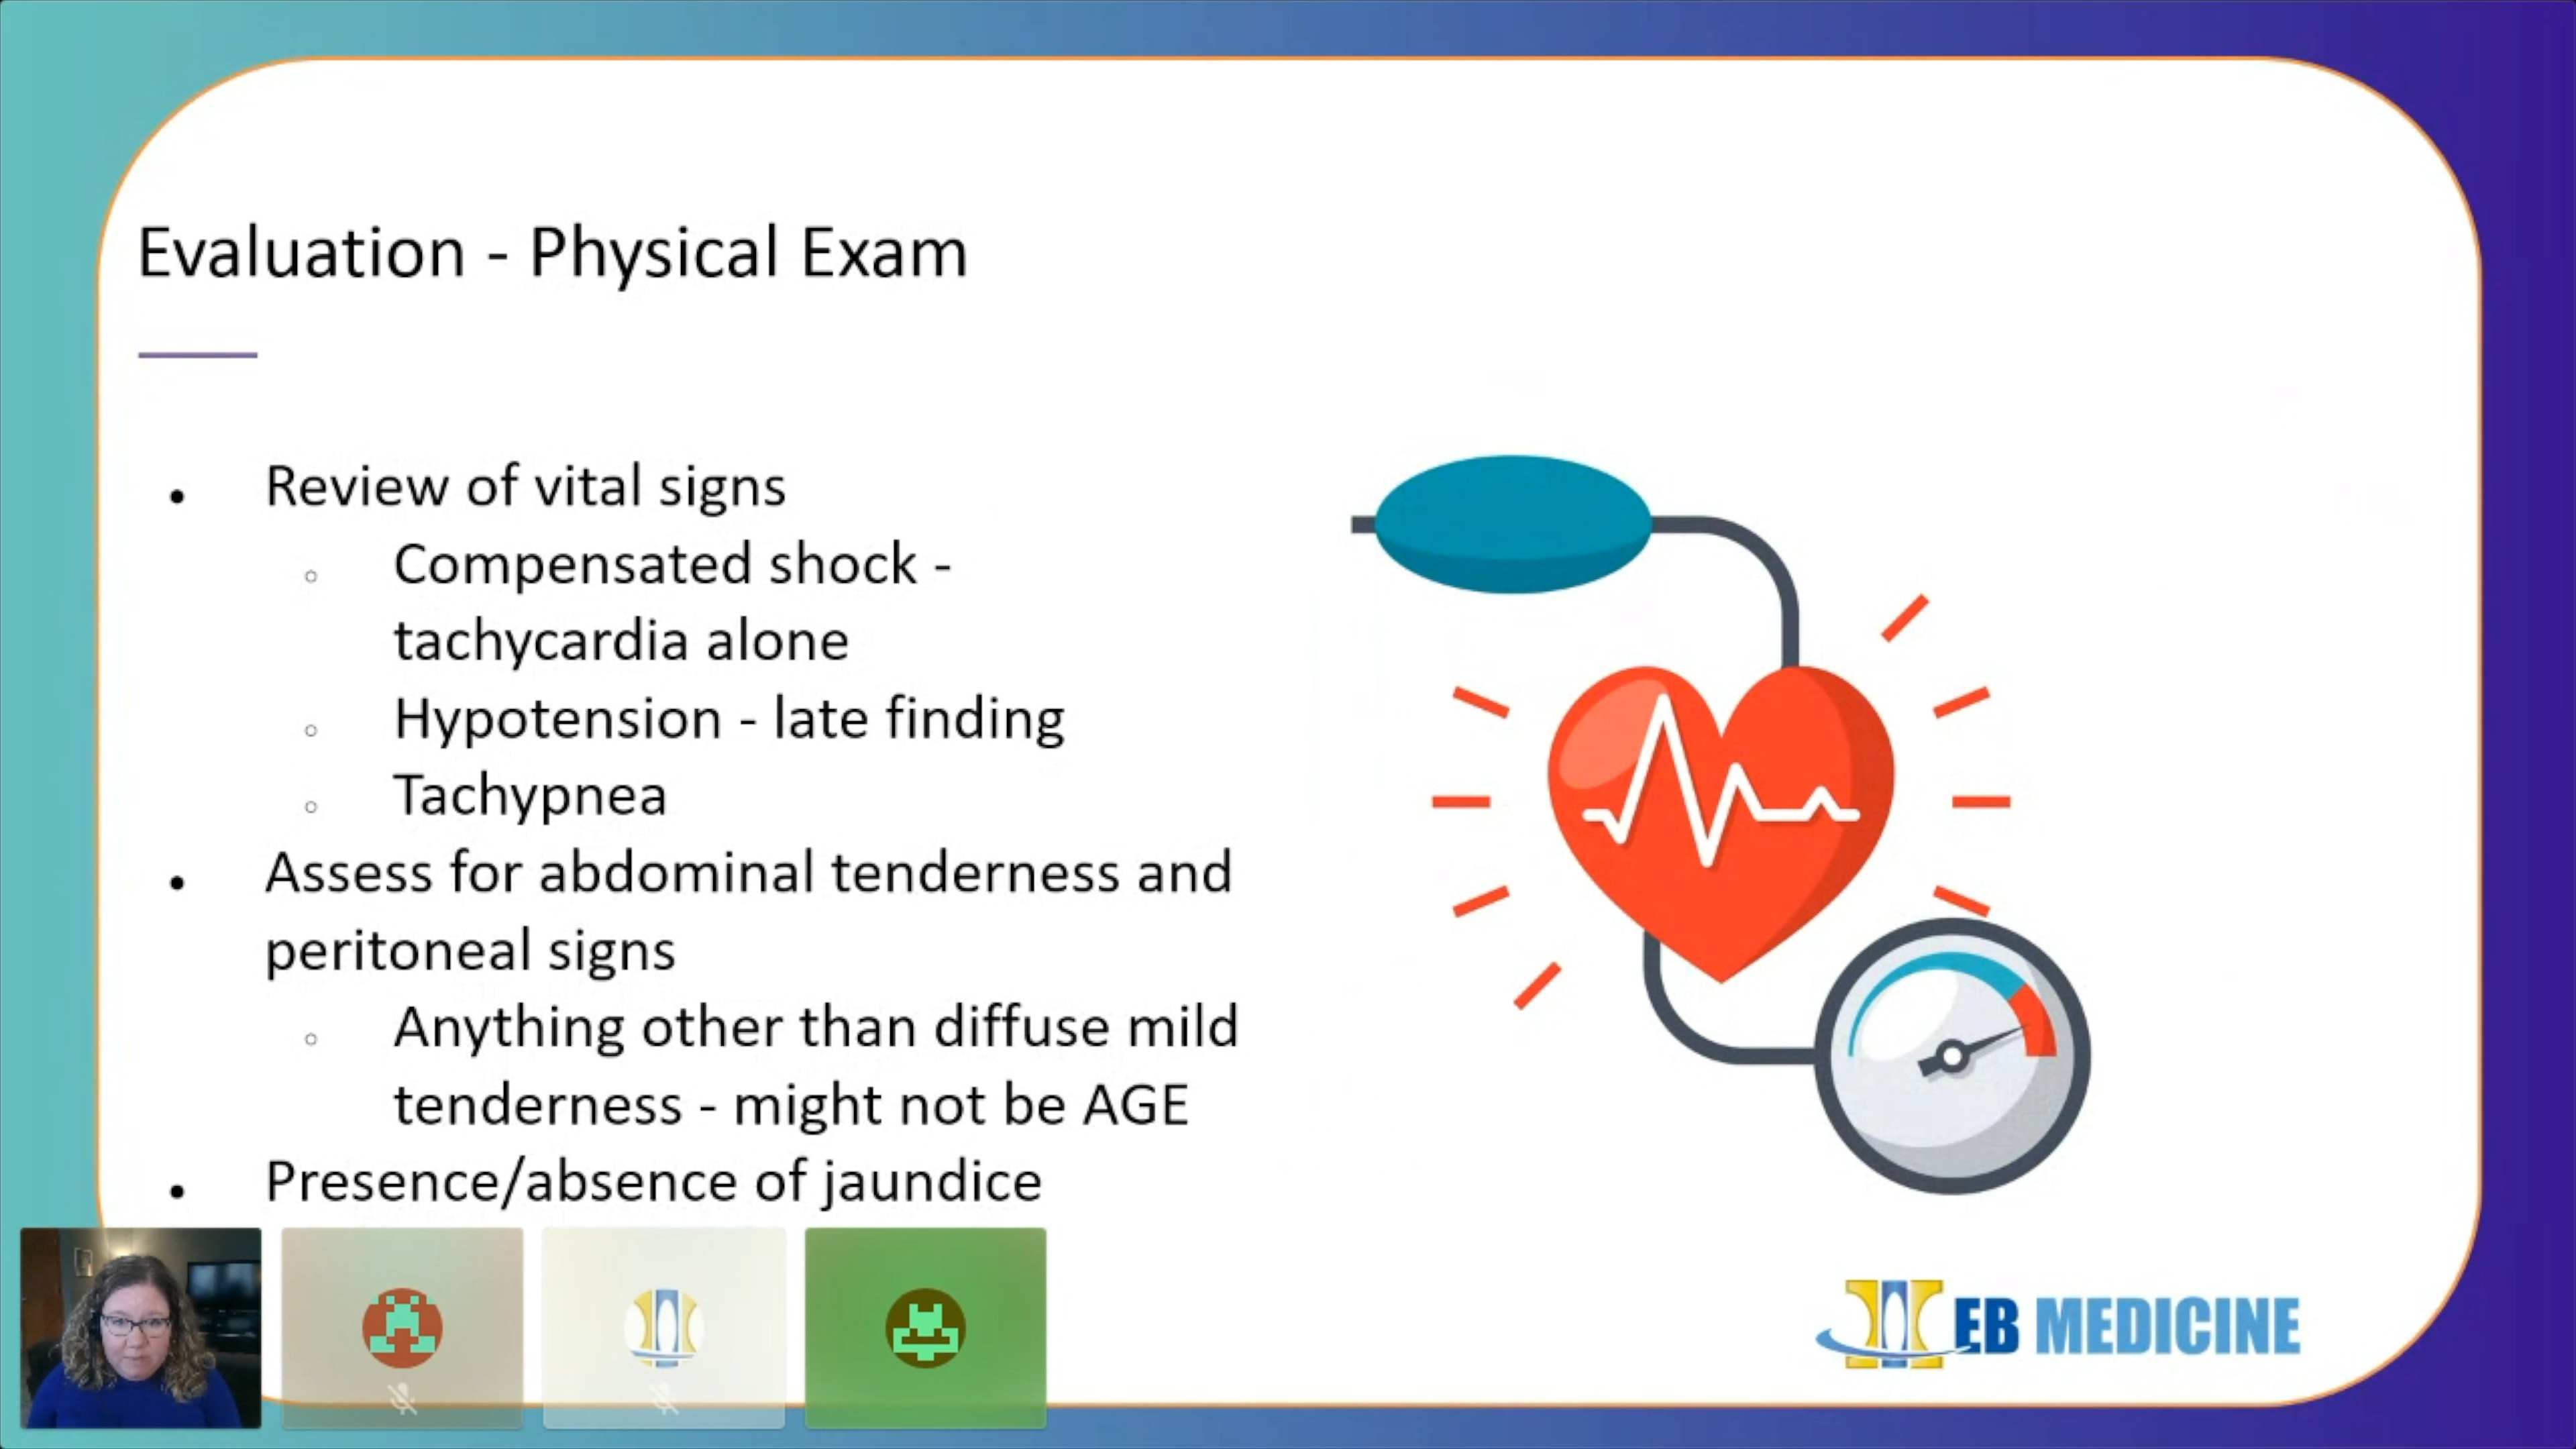 Evaluation - Physical Exam
• Review of vital signs
○ Compensated shock -
tachycardia alone
○ Hypotension - late finding
○ Tachypnea
• Assess for abdominal tenderness and
peritoneal signs
○ Anything other than diffuse mild
tenderness - might not be AGE
• Presence/absence of jaundice
EB MEDICINE